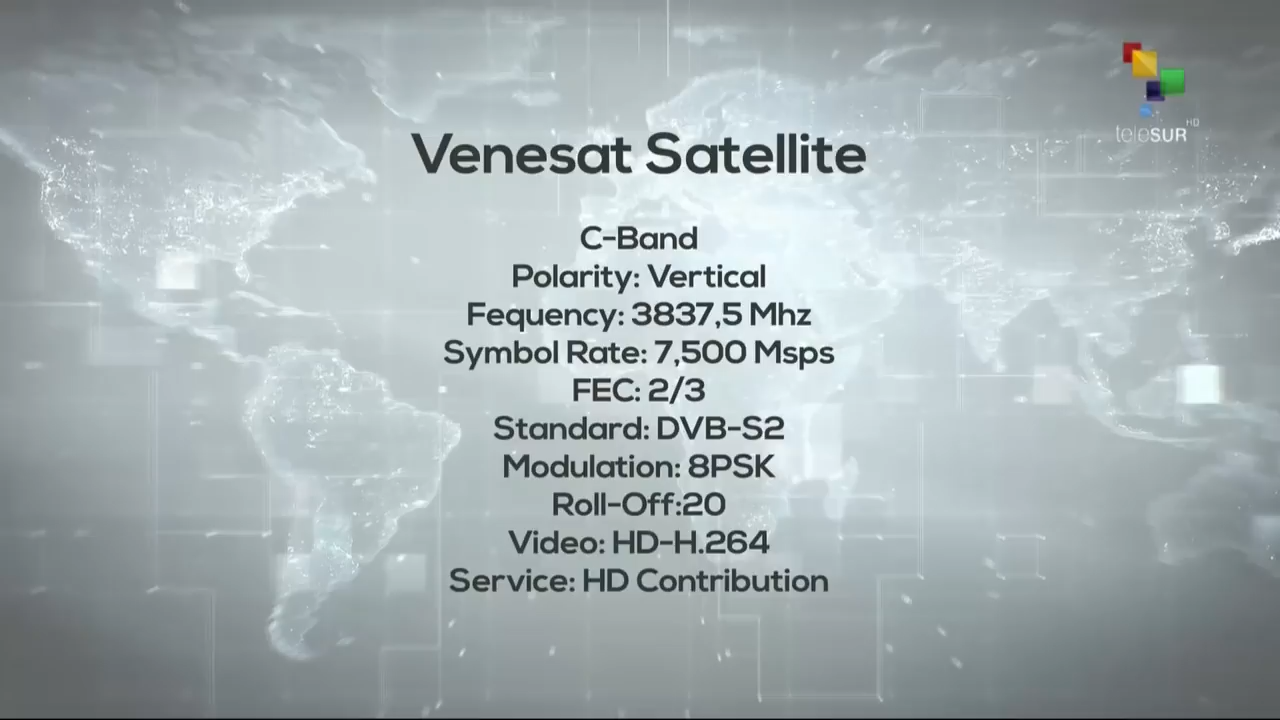 Venesat Satellite
C-Band
Polarity: Vertical
Fequency: 3837,5 Mhz
Symbol Rate: 7,500 Msps
FEC: 2/3
Standard: DVB-S2
Modulation: 8PSK
Roll-Off:20
Video: HD-H.264
Service: HD Contribution
teleSUR HD